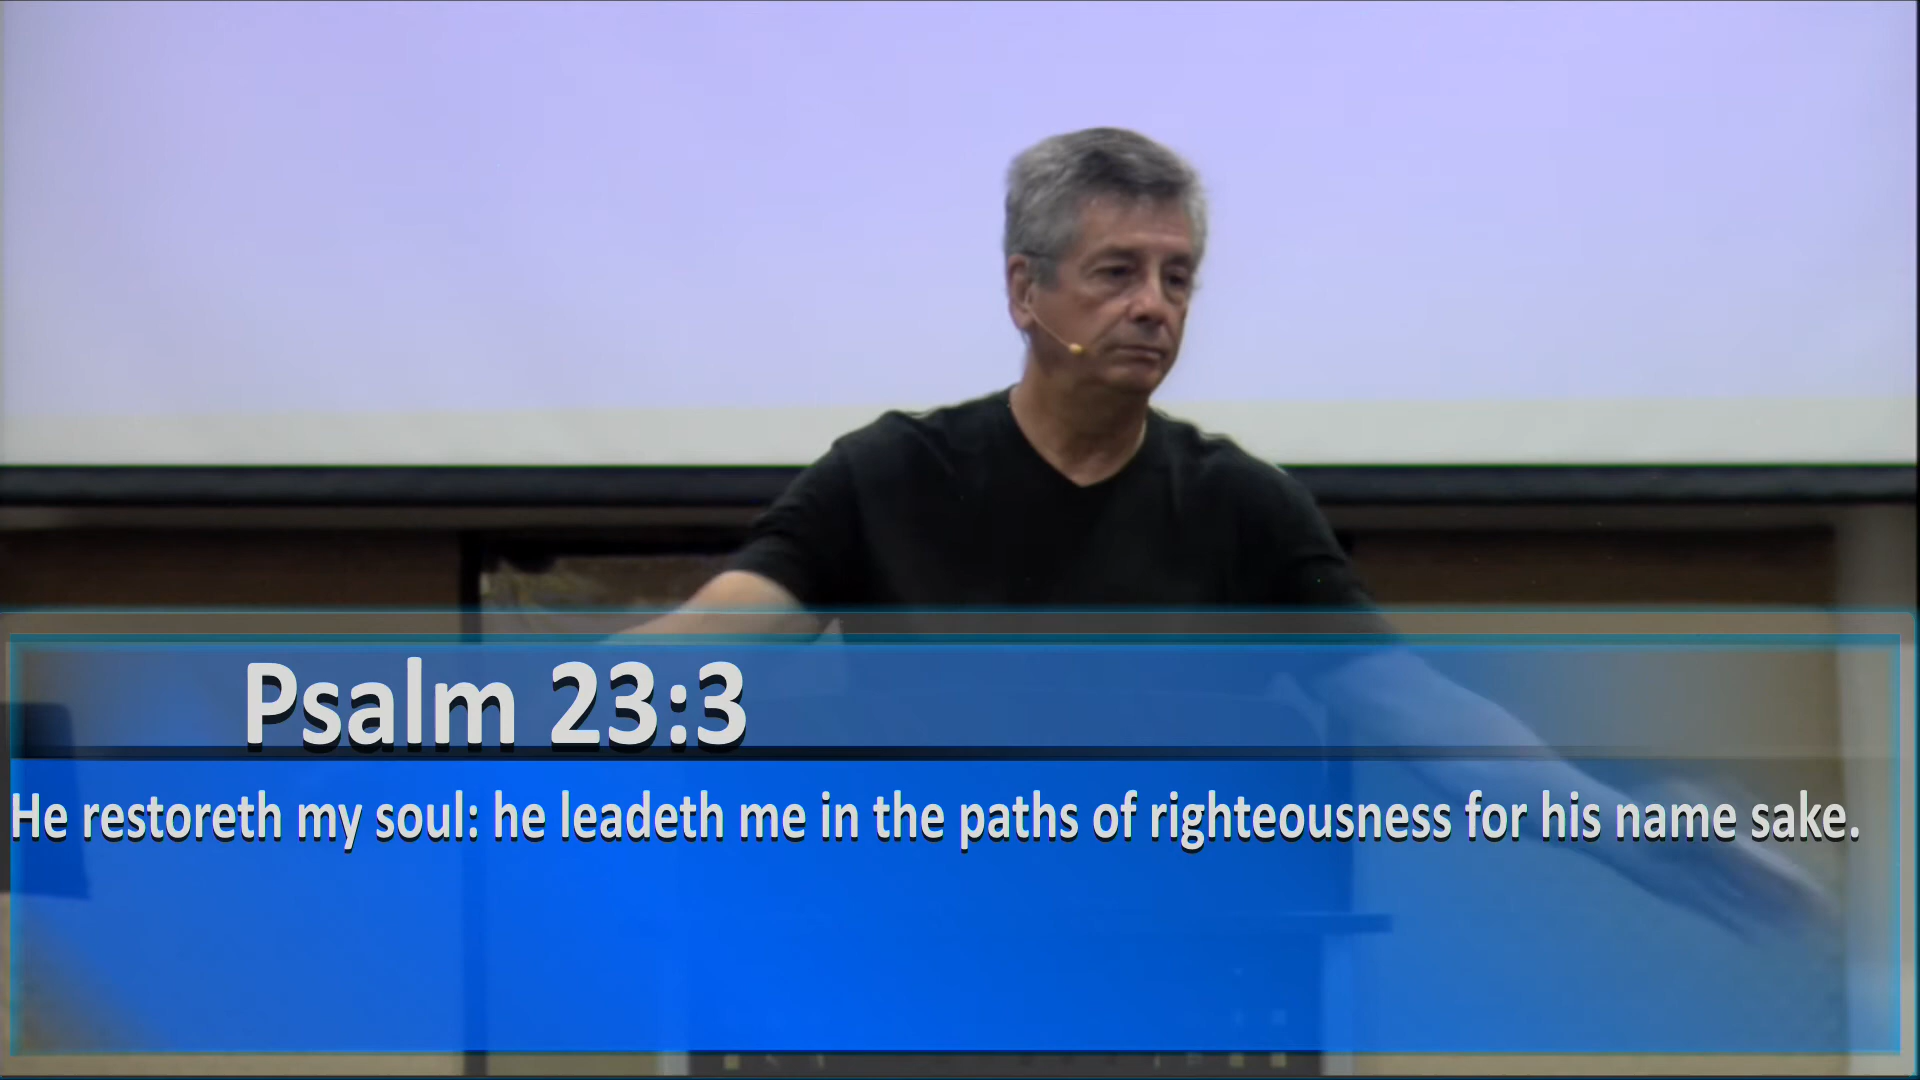 Psalm 23:3
He restoreth my soul: he leadeth me in the paths of righteousness for his name sake.